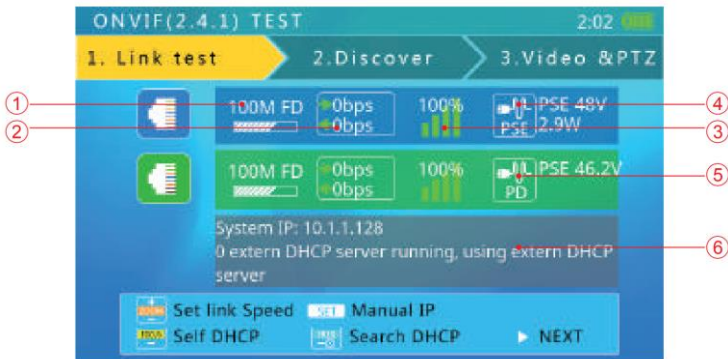 ONVIF(2.4.1) TEST 2:02
1. Link test 2.Discover 3.Video &PTZ
① 100M FD 0bps 100% PSE 48V ④
② 0bps PSE 2.9W ③
100M FD 0bps 100% PSE 46.2V ⑤
0bps PD
System IP: 10.1.1.128
0 extern DHCP server running, using extern DHCP ⑥
server
ZOOM Set link Speed SET Manual IP
FOCUS Self DHCP IRIS Search DHCP NEXT